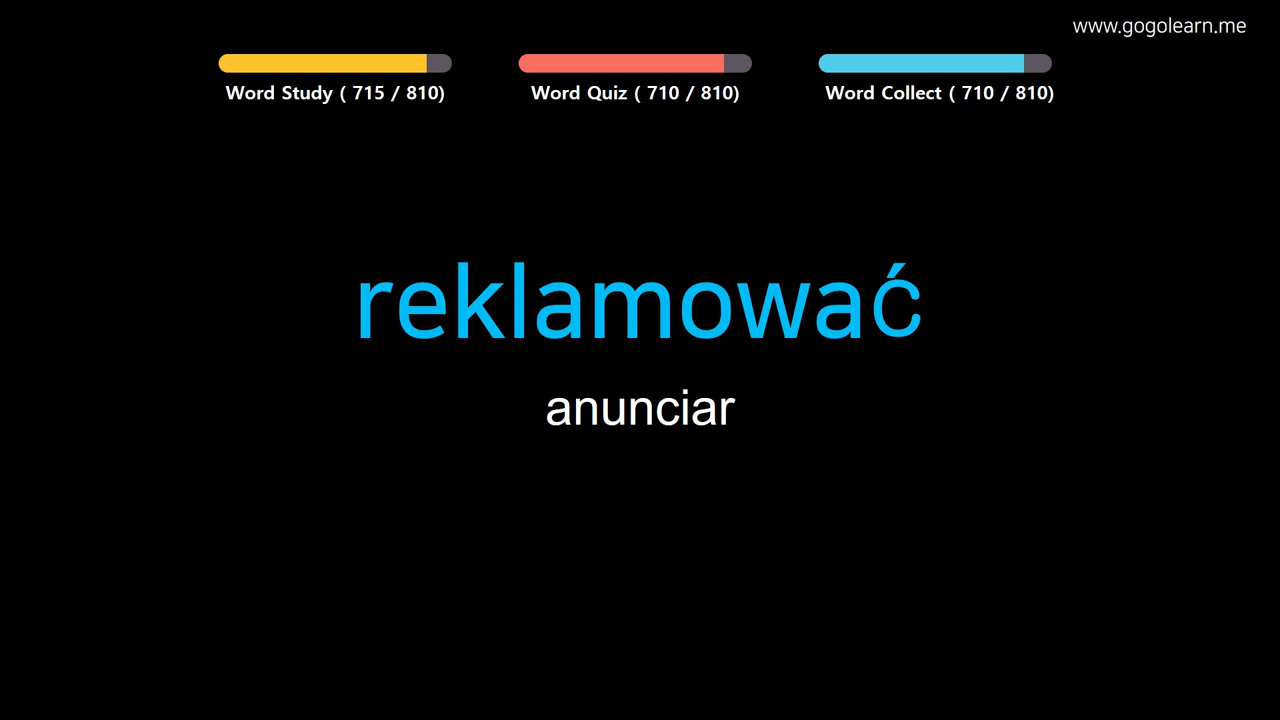 www.gogolearn.me
Word Study ( 715 / 810)
Word Quiz ( 710 / 810)
Word Collect ( 710 / 810)
reklamować
anunciar